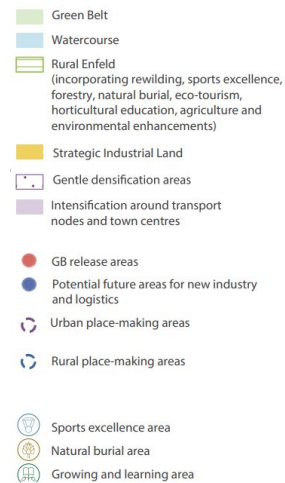 Green Belt
Watercourse
Rural Enfeld
(incorporating rewilding, sports excellence,
forestry, natural burial, eco-tourism,
horticultural education, agriculture and
environmental enhancements)
Strategic Industrial Land
Gentle densification areas
Intensification around transport
nodes and town centres
GB release areas
Potential future areas for new industry
and logistics
Urban place-making areas
Rural place-making areas
Sports excellence area
Natural burial area
Growing and learning area